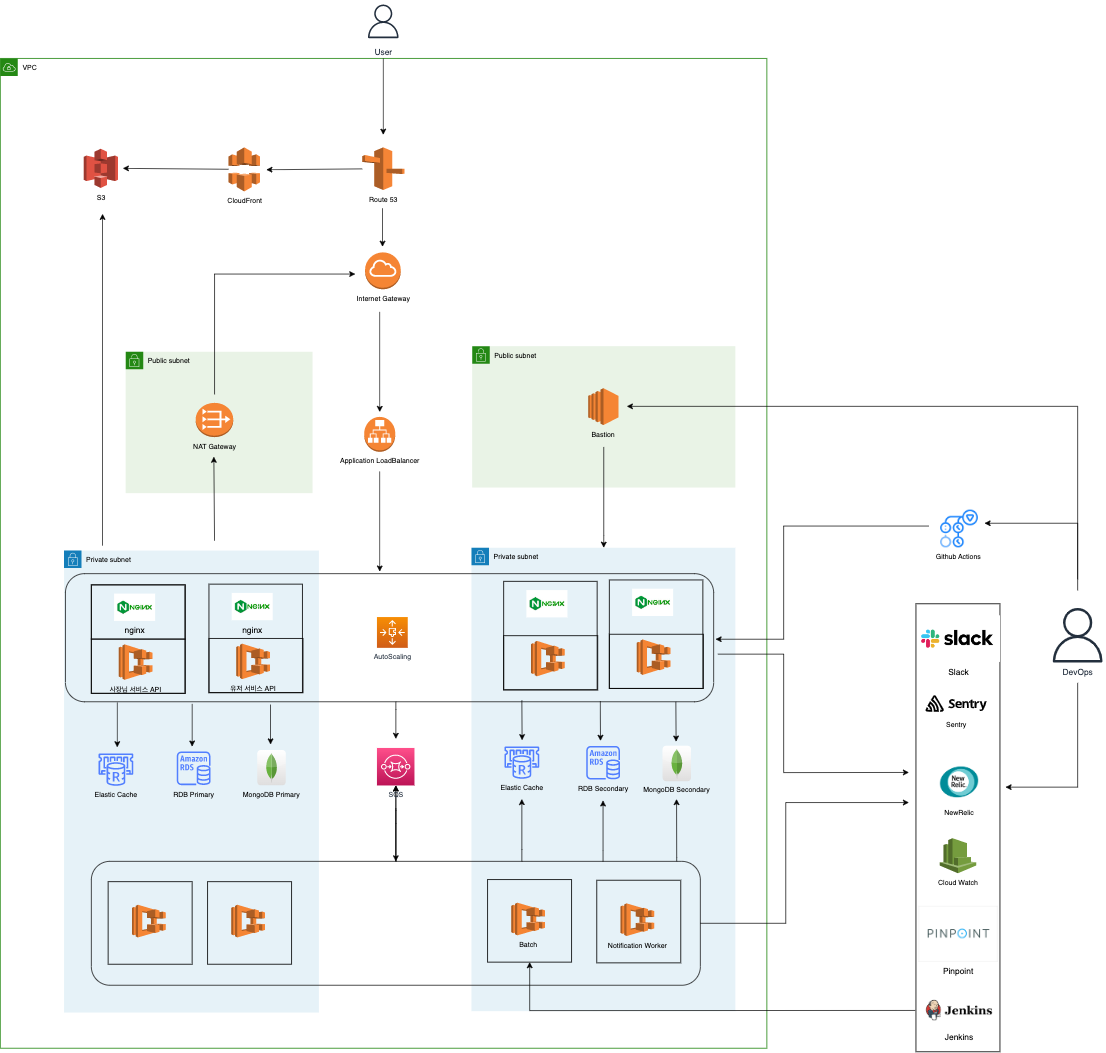 User
VPC
S3
CloudFront
Route 53
Internet Gateway
Public subnet
Public subnet
NAT Gateway
Application LoadBalancer
Bastion
Github Actions
Private subnet
Private subnet
NGINX
nginx
NGINX
nginx
NGINX
NGINX
사장님 서비스 API
유저 서비스 API
AutoScaling
slack
Slack
DevOps
Sentry
Sentry
R
Amazon
RDS
R
Amazon
RDS
Elastic Cache
RDB Primary
MongoDB Primary
SQS
Elastic Cache
RDB Secondary
MongoDB Secondary
New
Relic.
NewRelic
Cloud Watch
Batch
Notification Worker
PINPOINT
Pinpoint
Jenkins
Jenkins